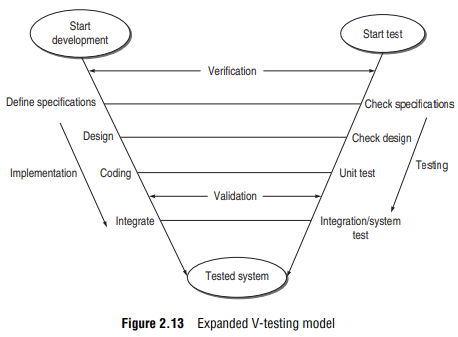 Start
development
Start test
Verification
Define specifications
Check specifications
Design
Check design
Implementation
Coding
Unit test
Testing
Validation
Integrate
Integration/system
test
Tested system
Figure 2.13 Expanded V-testing model